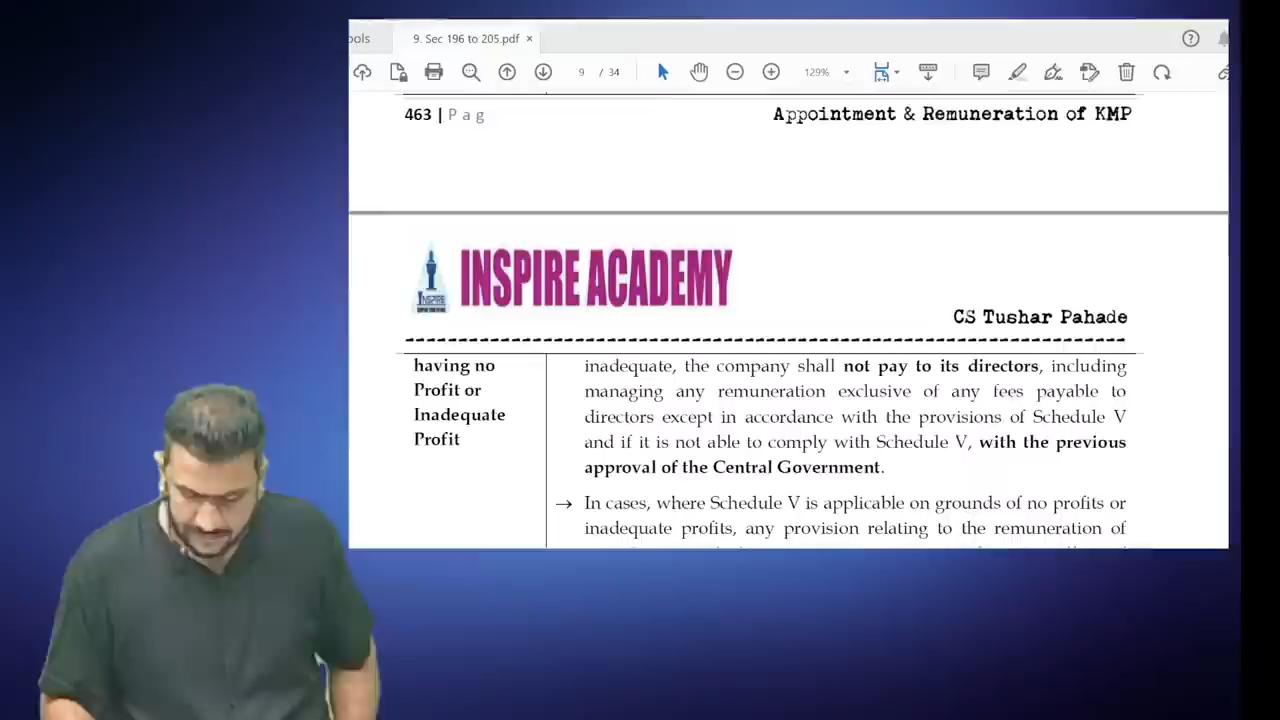 ools
9. Sec 196 to 205.pdf ×
9 / 34
129%
463 | P a g
Appointment & Remuneration of KMP
INSPIRE
INSPIRE ACADEMY
CS Tushar Pahade
having no
Profit or
Inadequate
Profit
inadequate, the company shall not pay to its directors, including
managing any remuneration exclusive of any fees payable to
directors except in accordance with the provisions of Schedule V
and if it is not able to comply with Schedule V, with the previous
approval of the Central Government.
→ In cases, where Schedule V is applicable on grounds of no profits or
inadequate profits, any provision relating to the remuneration of